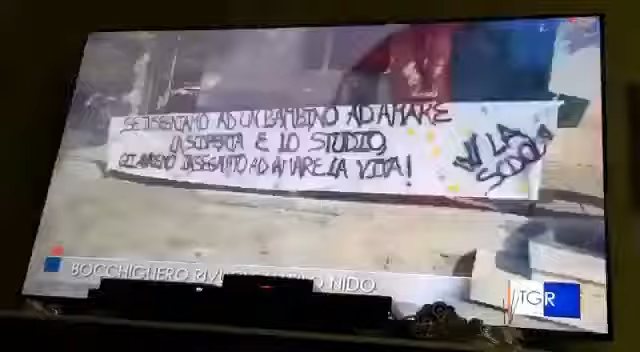 SE INSEGNIAMO AD UN BAMBINO AD AMARE
LA SCOPERTA E LO STUDIO,
GLI AVREMO INSEGNATO AD AMARE LA VITA!
W LA
SCUOLA
BOCCHIGLIERO NIDO
TGR